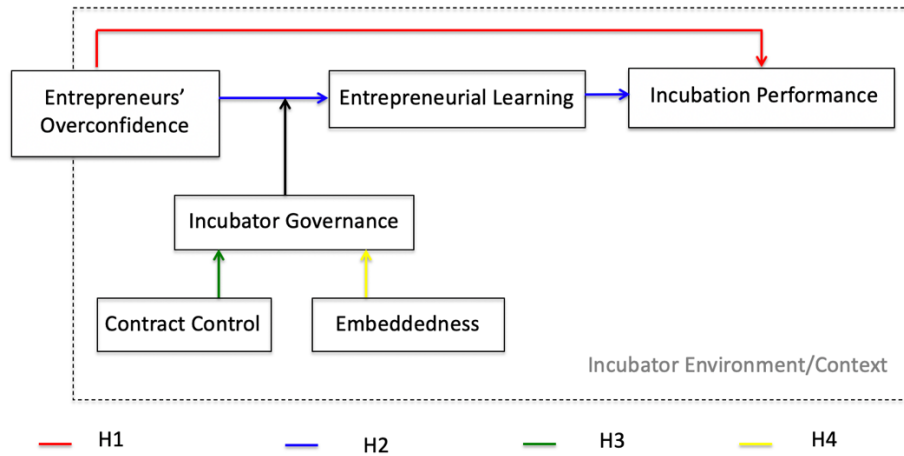 Entrepreneurs'
Overconfidence
Entrepreneurial Learning
Incubation Performance
Incubator Governance
Contract Control
Embeddedness
Incubator Environment/Context
H1
H2
H3
H4